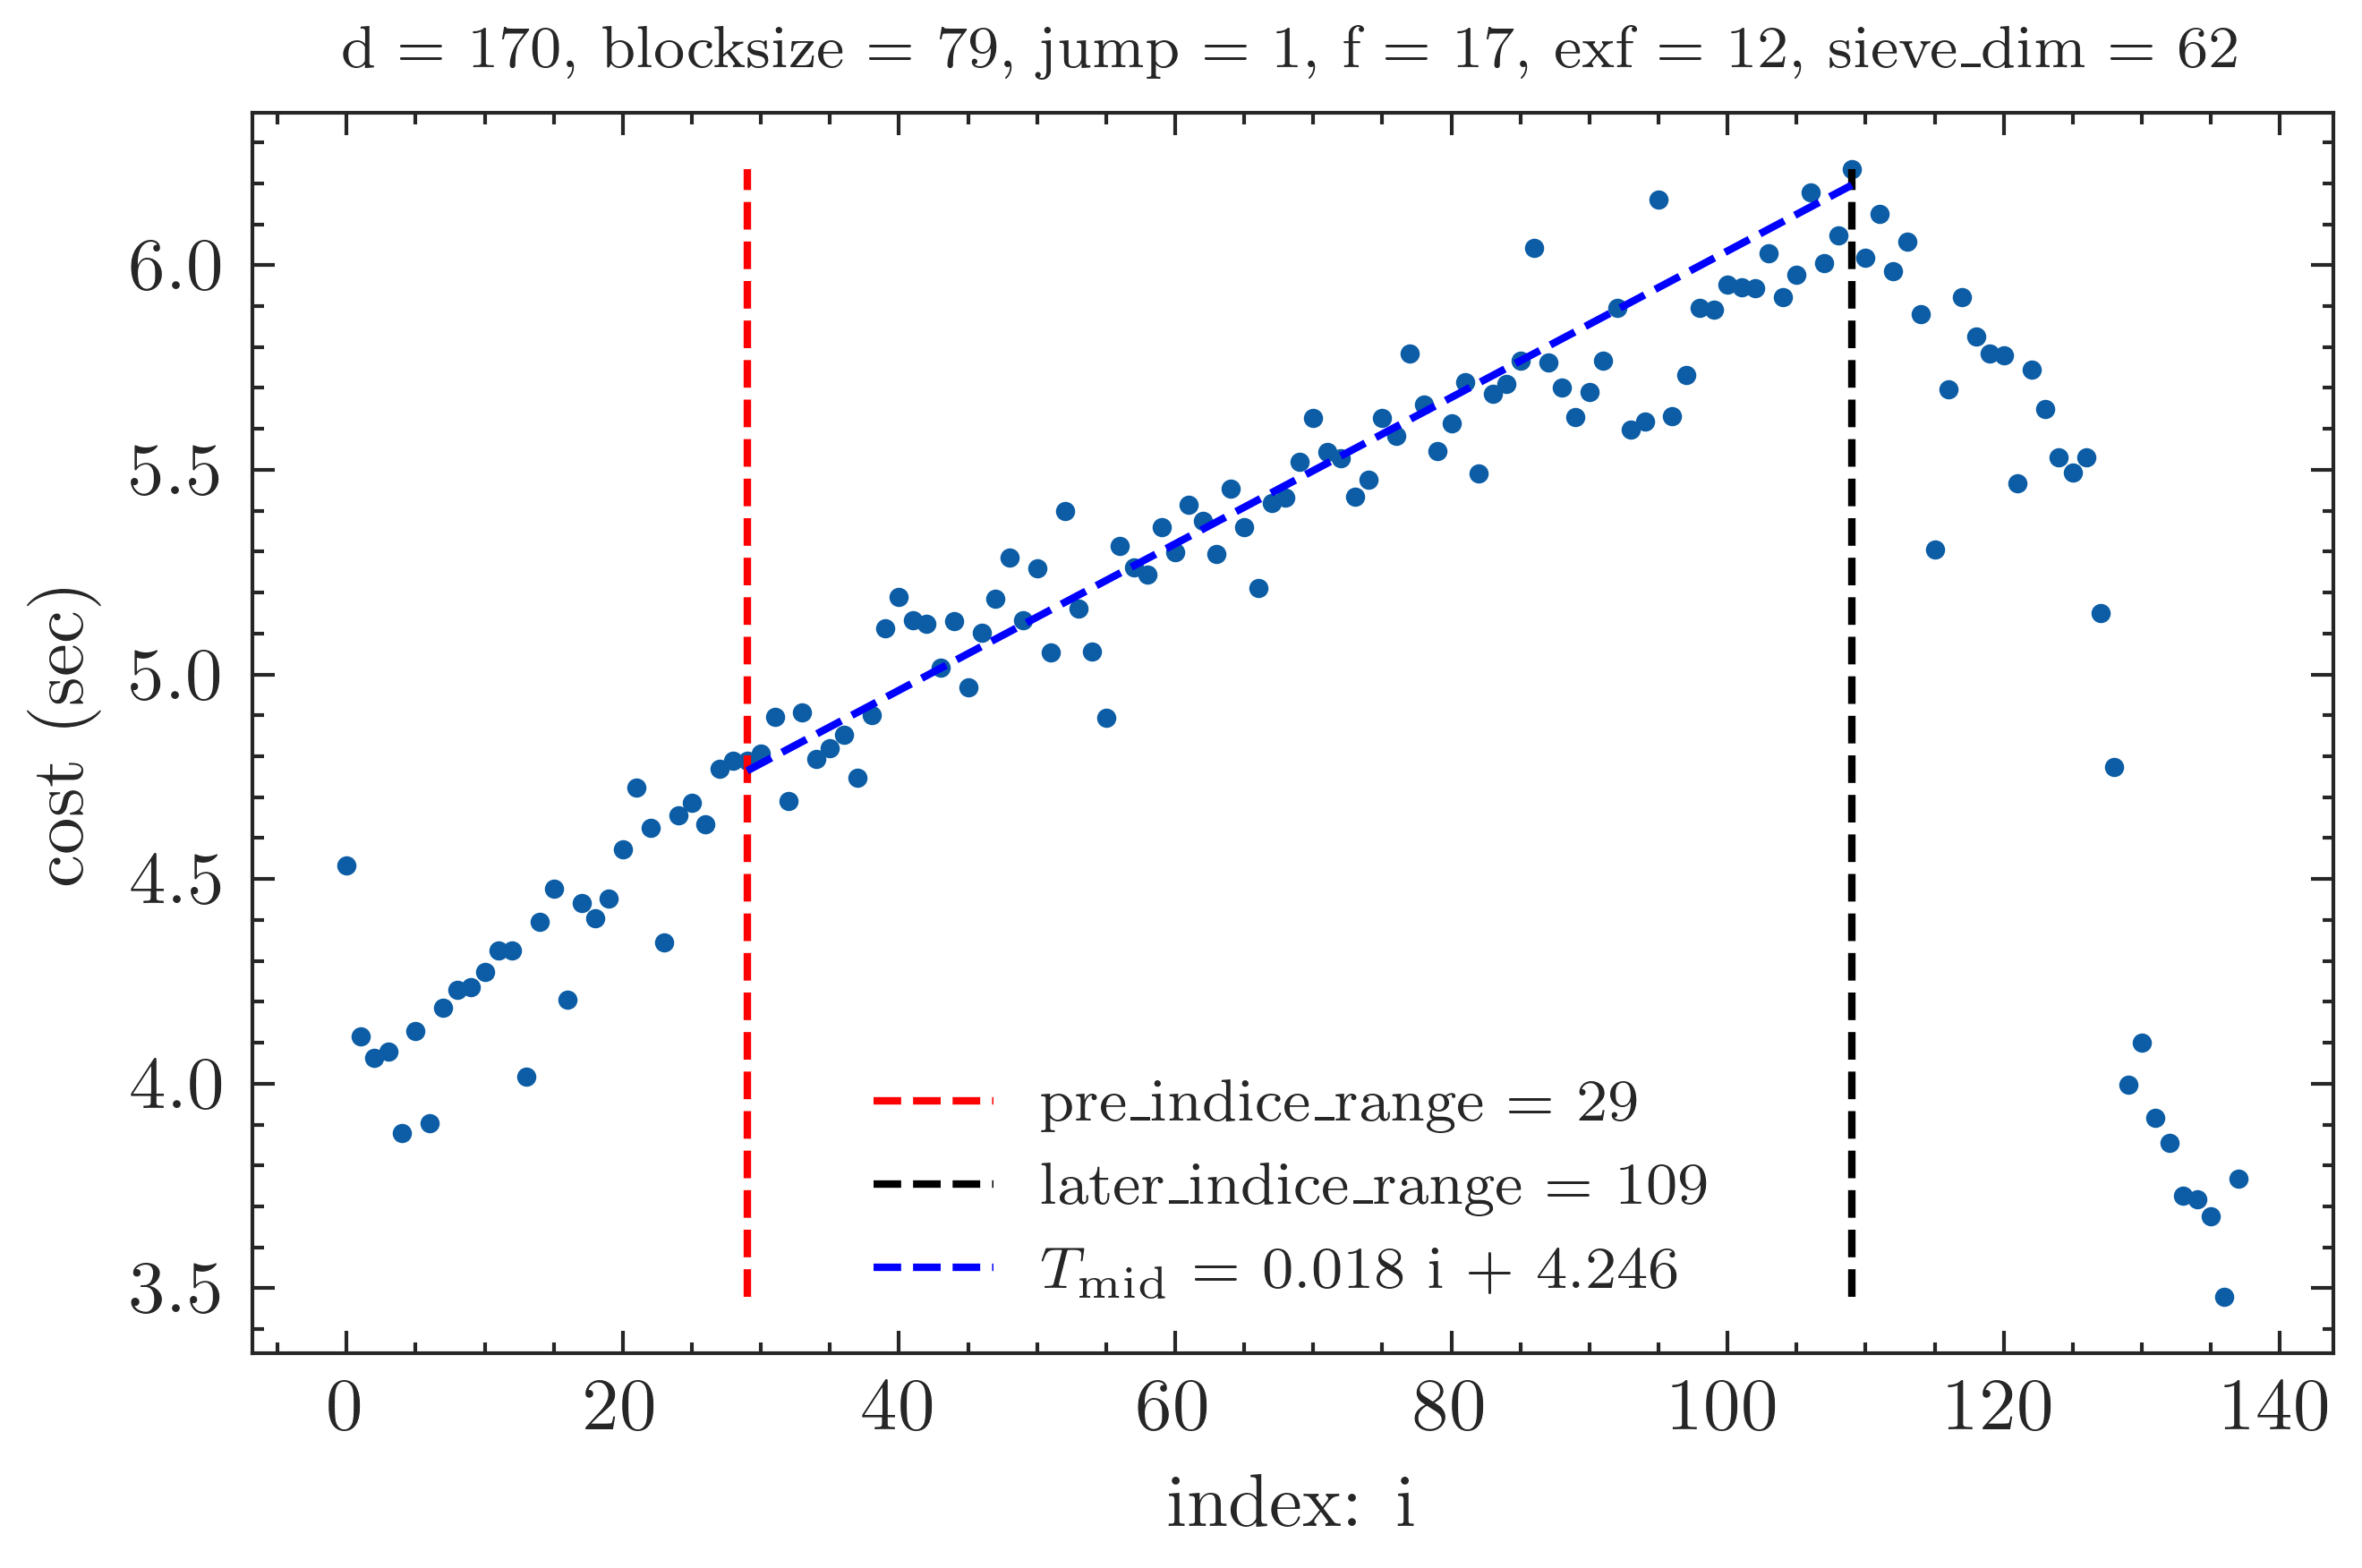 d = 170, blocksize = 79, jump = 1, f = 17, exf = 12, sieve_dim = 62
cost (sec)
6.0
5.5
5.0
4.5
4.0
3.5
pre_indice_range = 29
later_indice_range = 109
T_mid = 0.018 i + 4.246
0 20 40 60 80 100 120 140
index: i